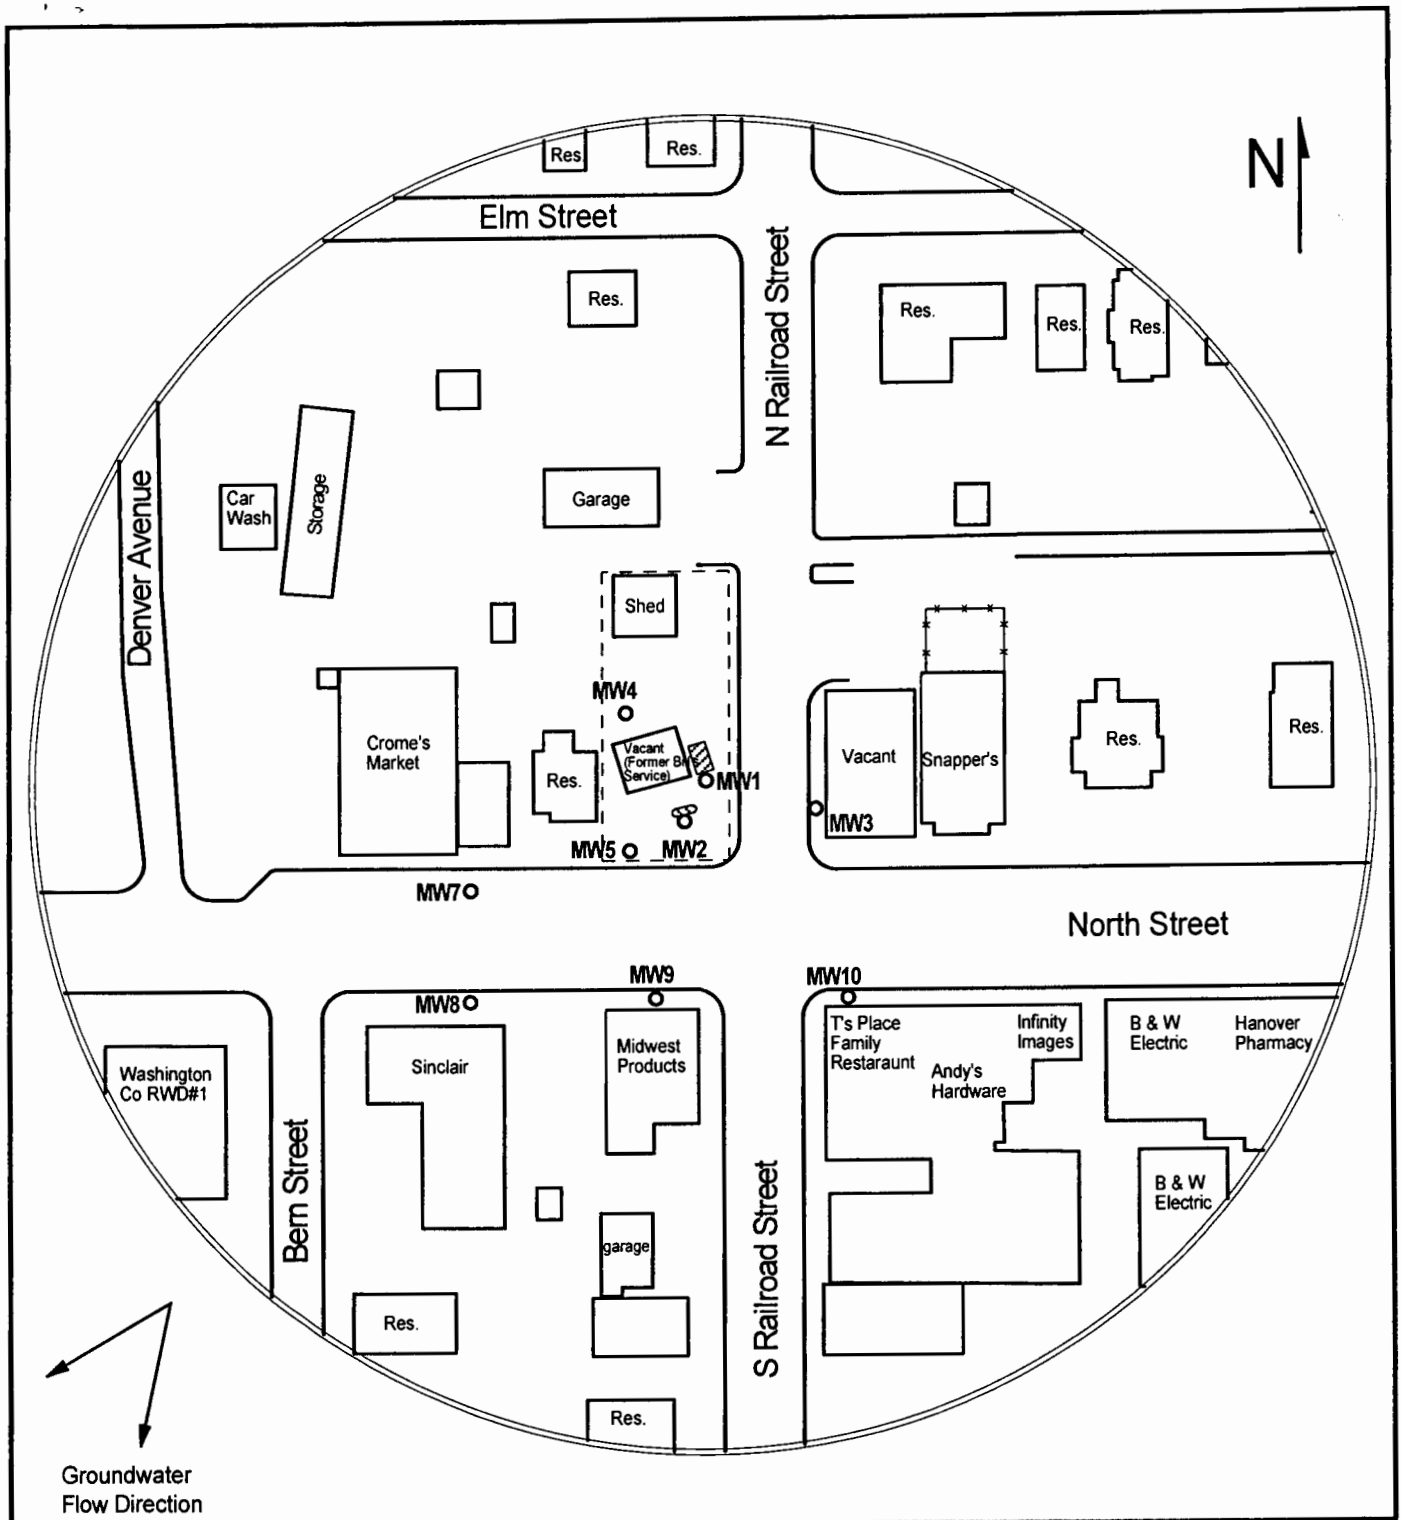 Res.
Res.
N
Elm Street
N Railroad Street
Res.
Res.
Res.
Res.
Denver Avenue
Car
Wash
Storage
Garage
Shed
MW4
Crome's
Market
Res.
Vacant
(Former
Service)
MW1
Vacant
Snapper's
Res.
Res.
MW3
MW5
MW2
MW7
North Street
MW9
MW10
MW8
T's Place
Family
Restaraunt
Infinity
Images
B & W
Electric
Hanover
Pharmacy
Sinclair
Midwest
Products
Andy's
Hardware
Washington
Co RWD#1
Bern Street
S Railroad Street
B & W
Electric
garage
Res.
Res.
Groundwater
Flow Direction